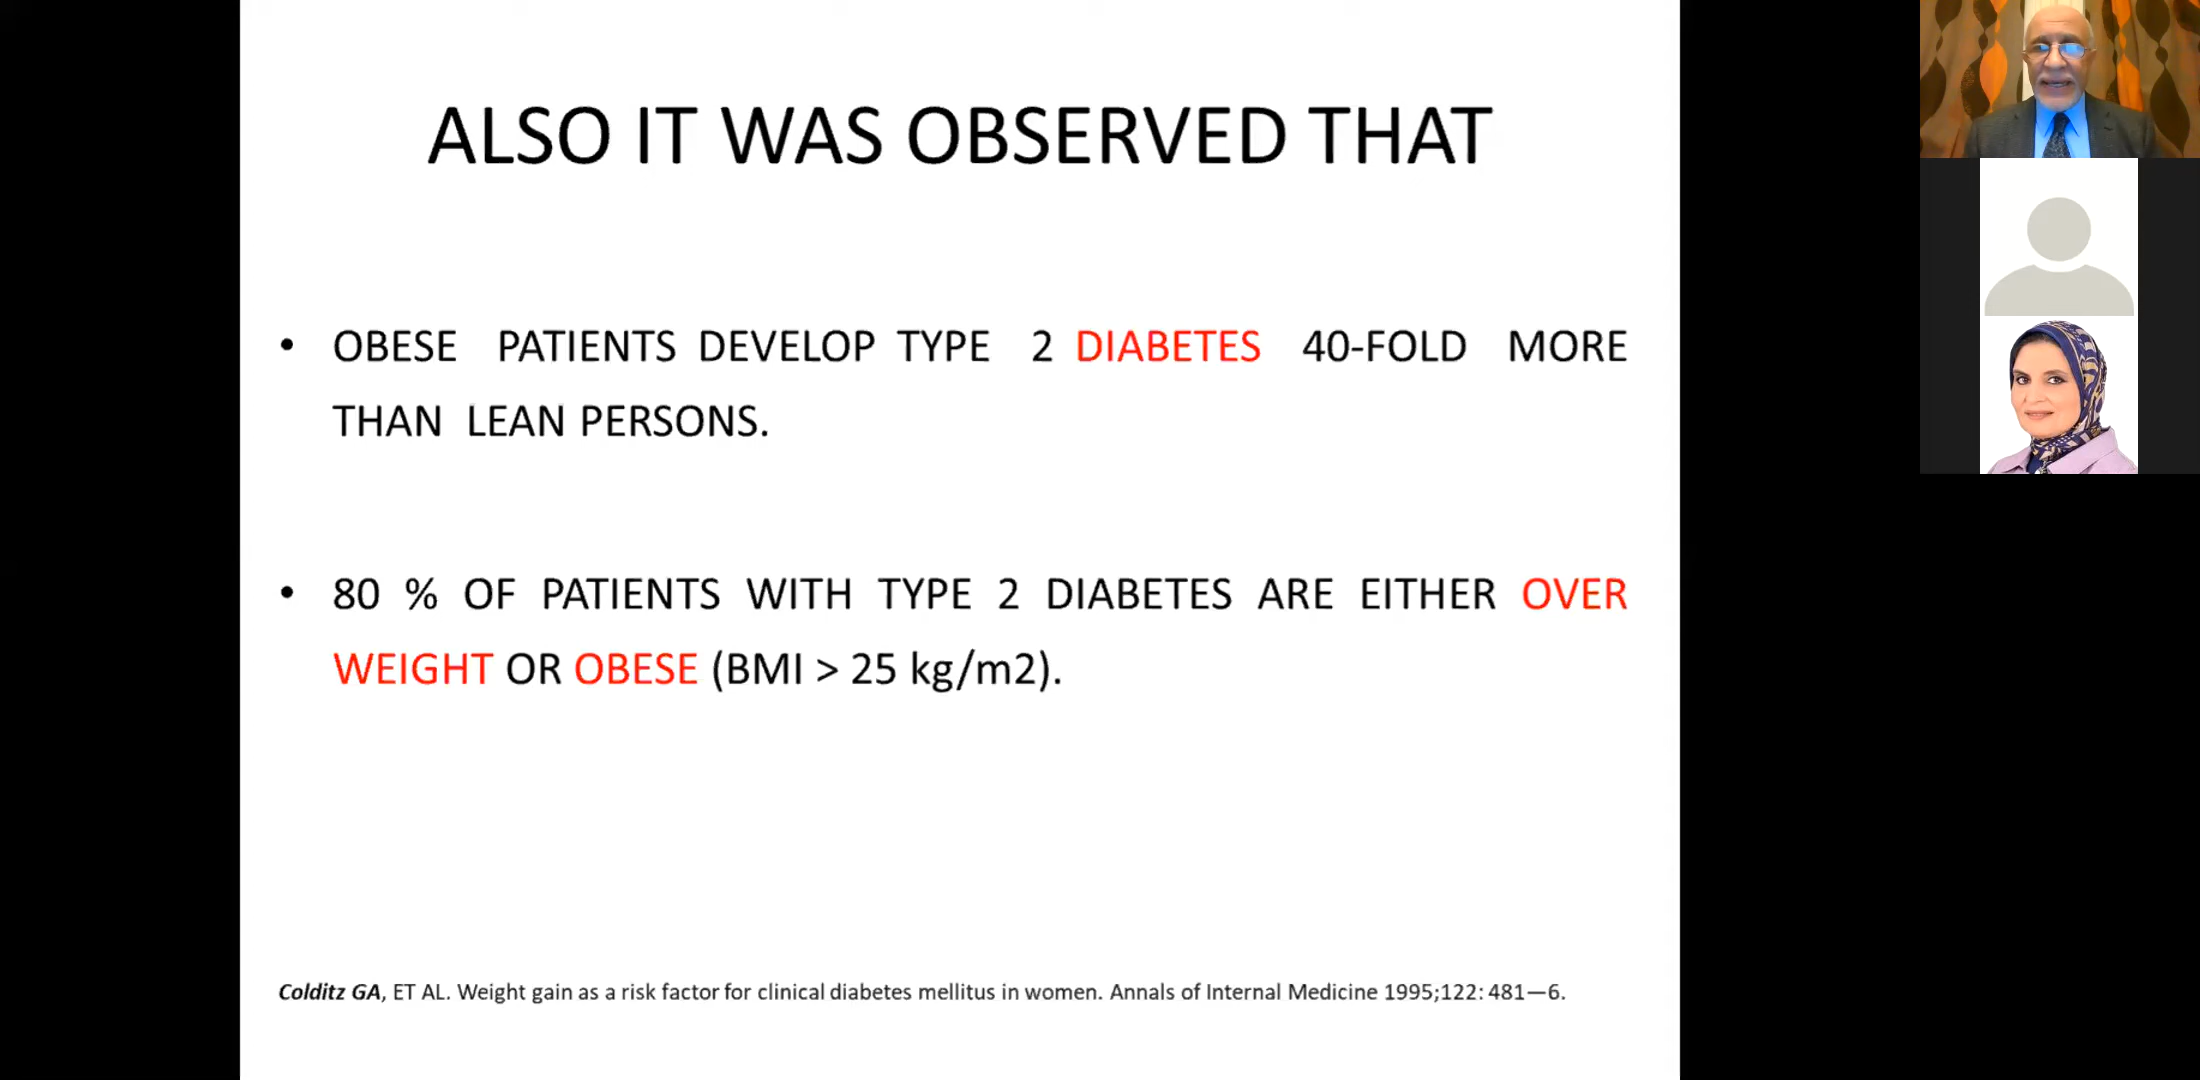 ALSO IT WAS OBSERVED THAT
• OBESE PATIENTS DEVELOP TYPE 2 DIABETES 40-FOLD MORE
THAN LEAN PERSONS.
• 80 % OF PATIENTS WITH TYPE 2 DIABETES ARE EITHER OVER
WEIGHT OR OBESE (BMI > 25 kg/m2).
Colditz GA, ET AL. Weight gain as a risk factor for clinical diabetes mellitus in women. Annals of Internal Medicine 1995;122: 481—6.